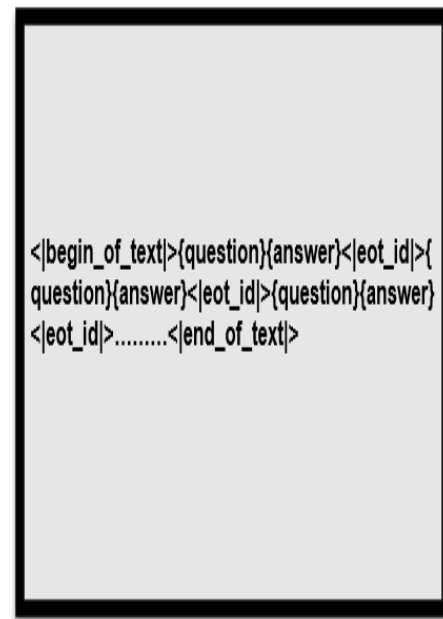 <|begin_of_text|>{question}{answer}<|eot_id|>{
question}{answer}<|eot_id|>{question}{answer}
<|eot_id|>.........<|end_of_text|>